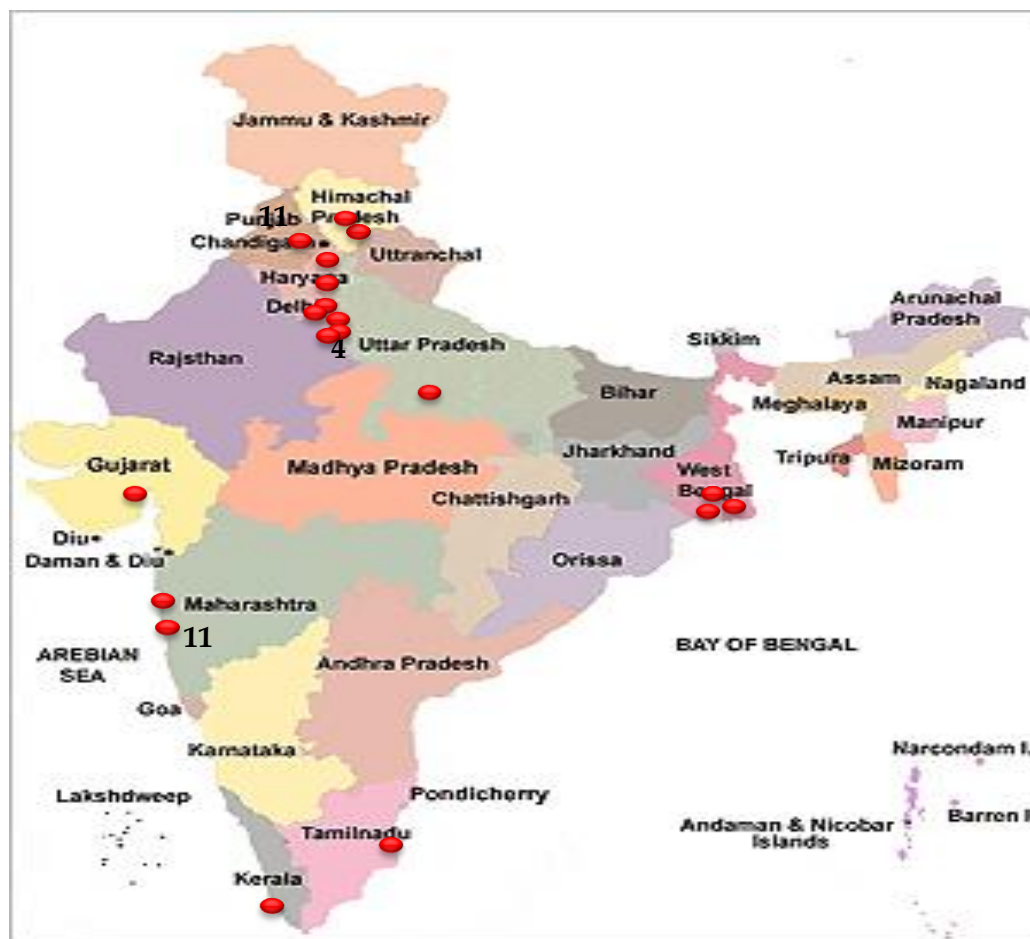 Jammu & Kashmir
Himachal
Pradesh
Punjab
11
Chandigarh
Uttranchal
Haryana
Delhi
4
Uttar Pradesh
Rajsthan
Sikkim
Arunachal
Pradesh
Assam
Nagaland
Meghalaya
Manipur
Bihar
Tripura
Mizoram
Jharkhand
West
Bengal
Gujarat
Madhya Pradesh
Chattishgarh
Diu
Daman & Diu
Orissa
Maharashtra
11
AREBIAN
SEA
BAY OF BENGAL
Andhra Pradesh
Goa
Karnataka
Narcondam I.
Lakshdweep
Pondicherry
Barren I
Tamilnadu
Andaman & Nicobar
Islands
Kerala